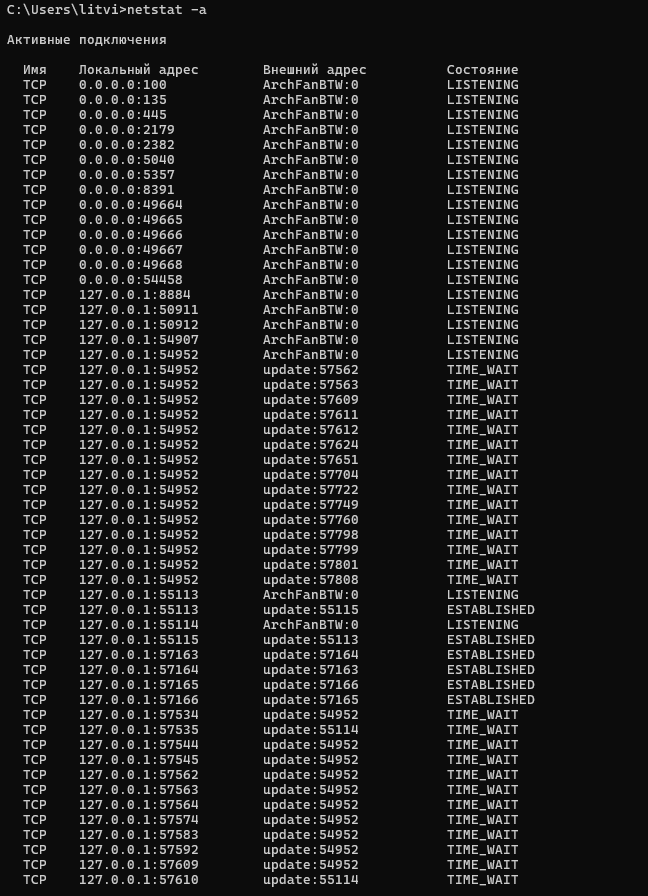 C:\Users\litvi>netstat -a
Активные подключения
Имя Локальный адрес Внешний адрес Состояние
TCP 0.0.0.0:100 ArchFanBTW:0 LISTENING
TCP 0.0.0.0:135 ArchFanBTW:0 LISTENING
TCP 0.0.0.0:445 ArchFanBTW:0 LISTENING
TCP 0.0.0.0:2179 ArchFanBTW:0 LISTENING
TCP 0.0.0.0:2382 ArchFanBTW:0 LISTENING
TCP 0.0.0.0:5040 ArchFanBTW:0 LISTENING
TCP 0.0.0.0:5357 ArchFanBTW:0 LISTENING
TCP 0.0.0.0:8391 ArchFanBTW:0 LISTENING
TCP 0.0.0.0:49664 ArchFanBTW:0 LISTENING
TCP 0.0.0.0:49665 ArchFanBTW:0 LISTENING
TCP 0.0.0.0:49666 ArchFanBTW:0 LISTENING
TCP 0.0.0.0:49667 ArchFanBTW:0 LISTENING
TCP 0.0.0.0:49668 ArchFanBTW:0 LISTENING
TCP 0.0.0.0:54458 ArchFanBTW:0 LISTENING
TCP 127.0.0.1:8884 ArchFanBTW:0 LISTENING
TCP 127.0.0.1:50911 ArchFanBTW:0 LISTENING
TCP 127.0.0.1:50912 ArchFanBTW:0 LISTENING
TCP 127.0.0.1:54907 ArchFanBTW:0 LISTENING
TCP 127.0.0.1:54952 ArchFanBTW:0 LISTENING
TCP 127.0.0.1:54952 update:57562 TIME_WAIT
TCP 127.0.0.1:54952 update:57563 TIME_WAIT
TCP 127.0.0.1:54952 update:57609 TIME_WAIT
TCP 127.0.0.1:54952 update:57611 TIME_WAIT
TCP 127.0.0.1:54952 update:57612 TIME_WAIT
TCP 127.0.0.1:54952 update:57624 TIME_WAIT
TCP 127.0.0.1:54952 update:57651 TIME_WAIT
TCP 127.0.0.1:54952 update:57704 TIME_WAIT
TCP 127.0.0.1:54952 update:57722 TIME_WAIT
TCP 127.0.0.1:54952 update:57749 TIME_WAIT
TCP 127.0.0.1:54952 update:57760 TIME_WAIT
TCP 127.0.0.1:54952 update:57798 TIME_WAIT
TCP 127.0.0.1:54952 update:57799 TIME_WAIT
TCP 127.0.0.1:54952 update:57801 TIME_WAIT
TCP 127.0.0.1:54952 update:57808 TIME_WAIT
TCP 127.0.0.1:55113 ArchFanBTW:0 LISTENING
TCP 127.0.0.1:55113 update:55115 ESTABLISHED
TCP 127.0.0.1:55114 ArchFanBTW:0 LISTENING
TCP 127.0.0.1:55115 update:55113 ESTABLISHED
TCP 127.0.0.1:57163 update:57164 ESTABLISHED
TCP 127.0.0.1:57164 update:57163 ESTABLISHED
TCP 127.0.0.1:57165 update:57166 ESTABLISHED
TCP 127.0.0.1:57166 update:57165 ESTABLISHED
TCP 127.0.0.1:57534 update:54952 TIME_WAIT
TCP 127.0.0.1:57535 update:55114 TIME_WAIT
TCP 127.0.0.1:57544 update:54952 TIME_WAIT
TCP 127.0.0.1:57545 update:54952 TIME_WAIT
TCP 127.0.0.1:57562 update:54952 TIME_WAIT
TCP 127.0.0.1:57563 update:54952 TIME_WAIT
TCP 127.0.0.1:57564 update:54952 TIME_WAIT
TCP 127.0.0.1:57574 update:54952 TIME_WAIT
TCP 127.0.0.1:57583 update:54952 TIME_WAIT
TCP 127.0.0.1:57592 update:54952 TIME_WAIT
TCP 127.0.0.1:57609 update:54952 TIME_WAIT
TCP 127.0.0.1:57610 update:55114 TIME_WAIT